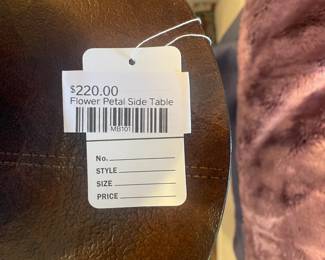 $220.00
Flower Petal Side Table
MB101
No.
STYLE
SIZE
PRICE